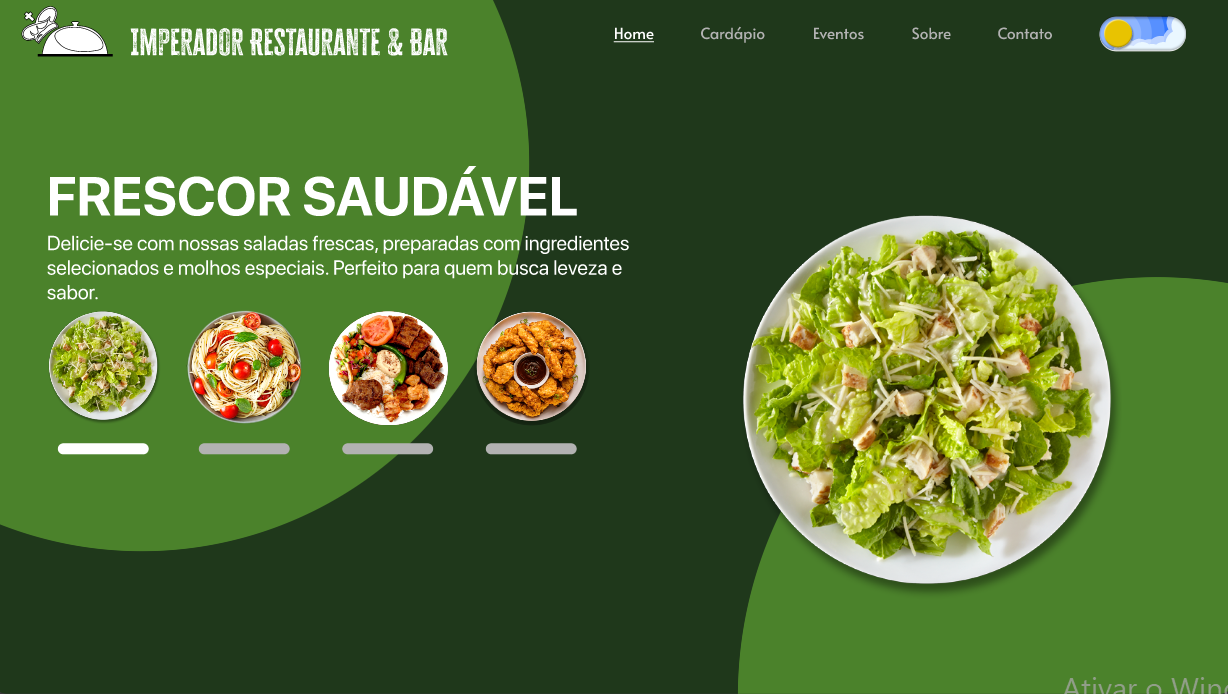 IMPERADOR RESTAURANTE & BAR
Home
Cardápio
Eventos
Sobre
Contato
FRESCOR SAUDÁVEL
Delicie-se com nossas saladas frescas, preparadas com ingredientes
selecionados e molhos especiais. Perfeito para quem busca leveza e
sabor.
Ativar o Win